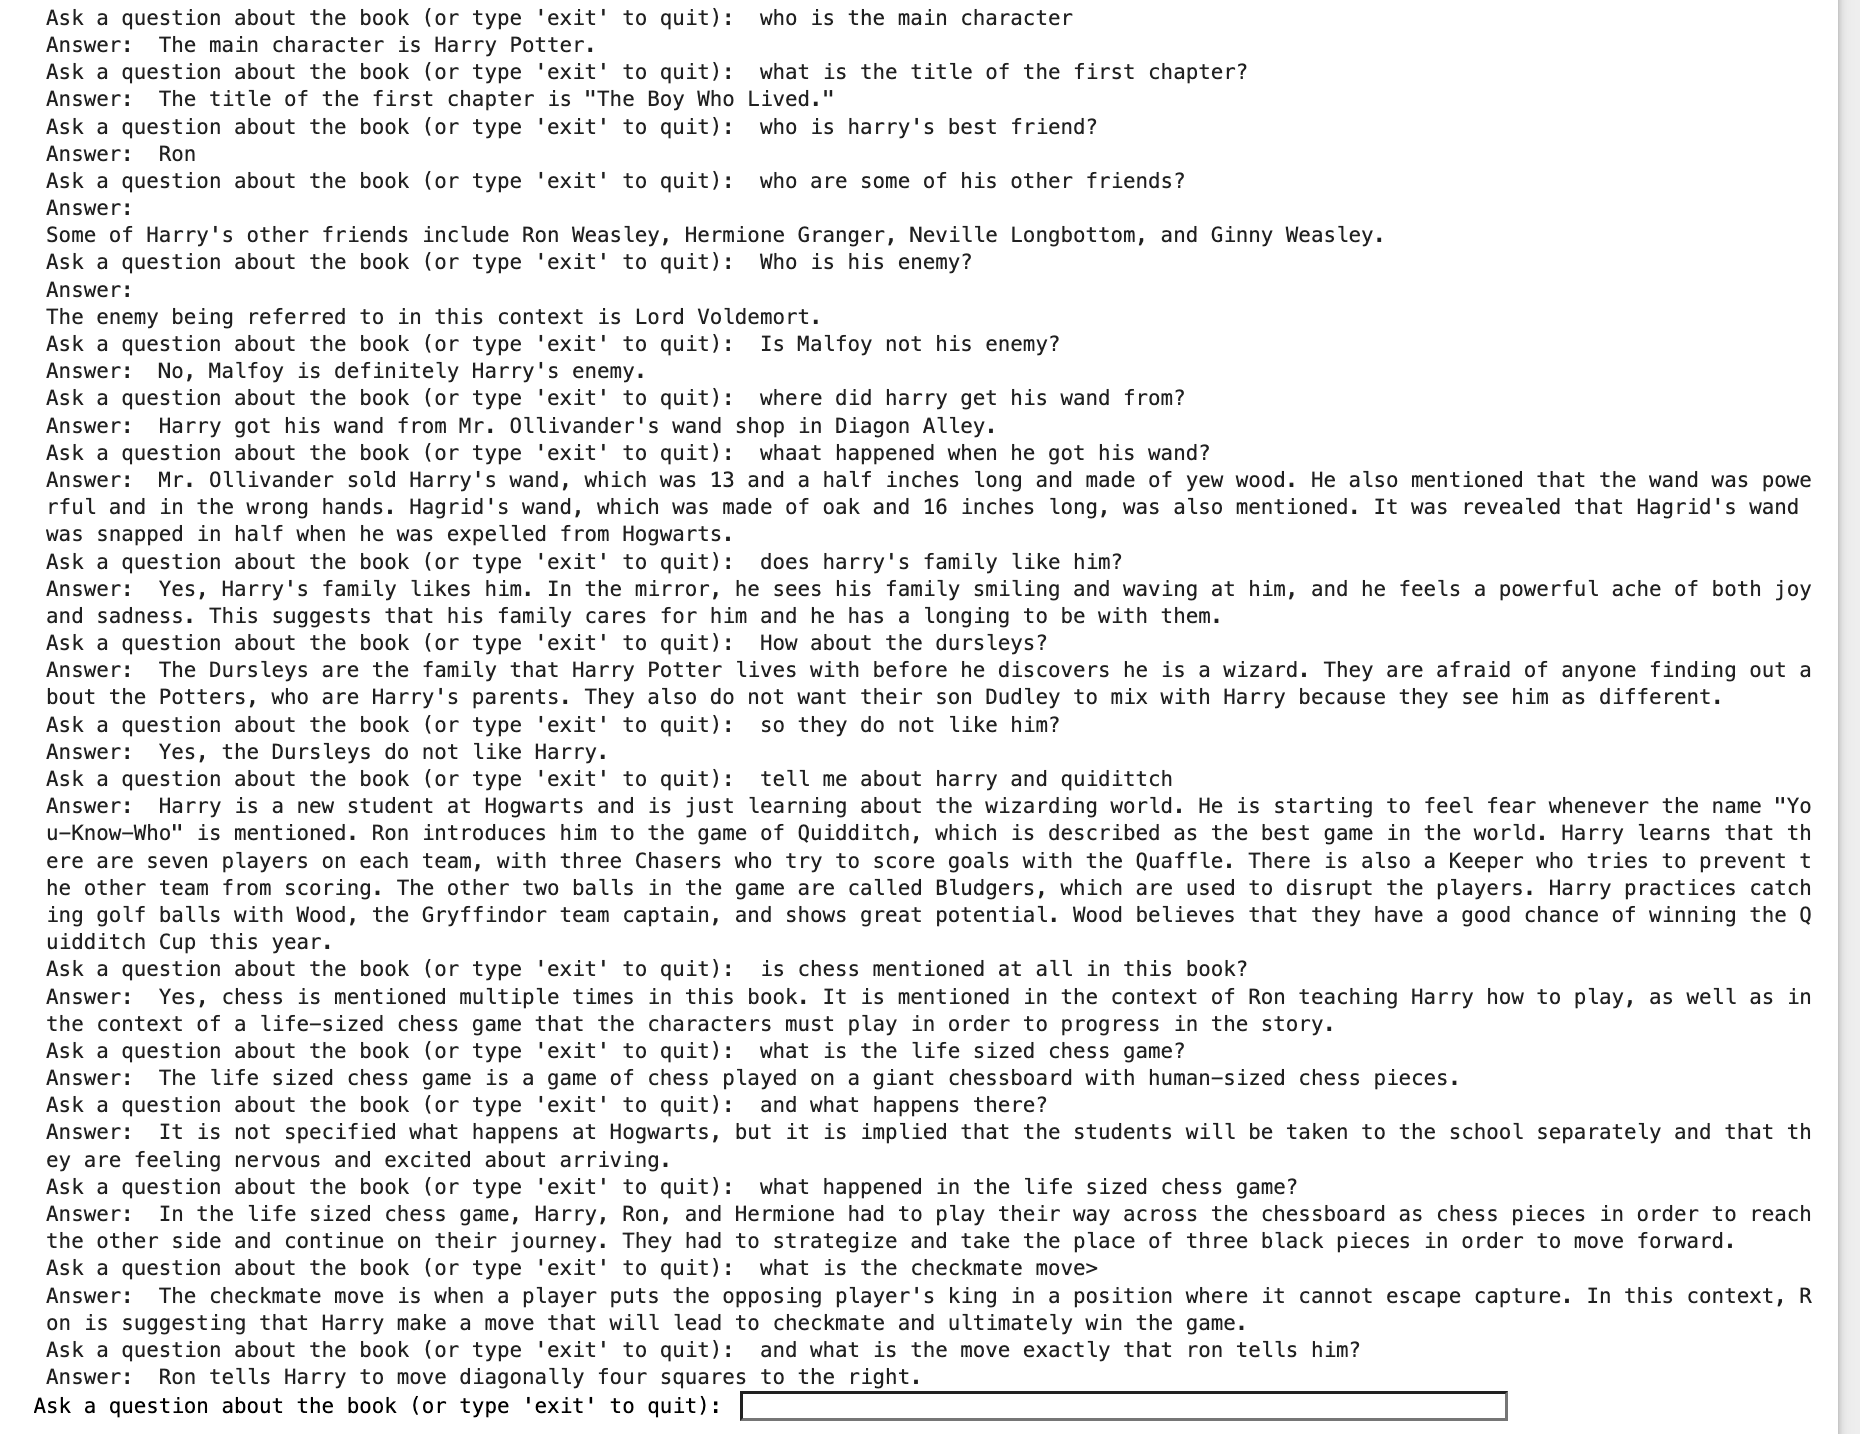 Ask a question about the book (or type 'exit' to quit):  who is the main character
Answer:  The main character is Harry Potter.
Ask a question about the book (or type 'exit' to quit):  what is the title of the first chapter?
Answer:  The title of the first chapter is "The Boy Who Lived."
Ask a question about the book (or type 'exit' to quit):  who is harry's best friend?
Answer:  Ron
Ask a question about the book (or type 'exit' to quit):  who are some of his other friends?
Answer:
Some of Harry's other friends include Ron Weasley, Hermione Granger, Neville Longbottom, and Ginny Weasley.
Ask a question about the book (or type 'exit' to quit):  Who is his enemy?
Answer:
The enemy being referred to in this context is Lord Voldemort.
Ask a question about the book (or type 'exit' to quit):  Is Malfoy not his enemy?
Answer:  No, Malfoy is definitely Harry's enemy.
Ask a question about the book (or type 'exit' to quit):  where did harry get his wand from?
Answer:  Harry got his wand from Mr. Ollivander's wand shop in Diagon Alley.
Ask a question about the book (or type 'exit' to quit):  whaat happened when he got his wand?
Answer:  Mr. Ollivander sold Harry's wand, which was 13 and a half inches long and made of yew wood. He also mentioned that the wand was powe
rful and in the wrong hands. Hagrid's wand, which was made of oak and 16 inches long, was also mentioned. It was revealed that Hagrid's wand
was snapped in half when he was expelled from Hogwarts.
Ask a question about the book (or type 'exit' to quit):  does harry's family like him?
Answer:  Yes, Harry's family likes him. In the mirror, he sees his family smiling and waving at him, and he feels a powerful ache of both joy
and sadness. This suggests that his family cares for him and he has a longing to be with them.
Ask a question about the book (or type 'exit' to quit):  How about the dursleys?
Answer:  The Dursleys are the family that Harry Potter lives with before he discovers he is a wizard. They are afraid of anyone finding out a
bout the Potters, who are Harry's parents. They also do not want their son Dudley to mix with Harry because they see him as different.
Ask a question about the book (or type 'exit' to quit):  so they do not like him?
Answer:  Yes, the Dursleys do not like Harry.
Ask a question about the book (or type 'exit' to quit):  tell me about harry and quidittch
Answer:  Harry is a new student at Hogwarts and is just learning about the wizarding world. He is starting to feel fear whenever the name "Yo
u-Know-Who" is mentioned. Ron introduces him to the game of Quidditch, which is described as the best game in the world. Harry learns that th
ere are seven players on each team, with three Chasers who try to score goals with the Quaffle. There is also a Keeper who tries to prevent t
he other team from scoring. The other two balls in the game are called Bludgers, which are used to disrupt the players. Harry practices catch
ing golf balls with Wood, the Gryffindor team captain, and shows great potential. Wood believes that they have a good chance of winning the Q
uidditch Cup this year.
Ask a question about the book (or type 'exit' to quit):  is chess mentioned at all in this book?
Answer:  Yes, chess is mentioned multiple times in this book. It is mentioned in the context of Ron teaching Harry how to play, as well as in
the context of a life-sized chess game that the characters must play in order to progress in the story.
Ask a question about the book (or type 'exit' to quit):  what is the life sized chess game?
Answer:  The life sized chess game is a game of chess played on a giant chessboard with human-sized chess pieces.
Ask a question about the book (or type 'exit' to quit):  and what happens there?
Answer:  It is not specified what happens at Hogwarts, but it is implied that the students will be taken to the school separately and that th
ey are feeling nervous and excited about arriving.
Ask a question about the book (or type 'exit' to quit):  what happened in the life sized chess game?
Answer:  In the life sized chess game, Harry, Ron, and Hermione had to play their way across the chessboard as chess pieces in order to reach
the other side and continue on their journey. They had to strategize and take the place of three black pieces in order to move forward.
Ask a question about the book (or type 'exit' to quit):  what is the checkmate move>
Answer:  The checkmate move is when a player puts the opposing player's king in a position where it cannot escape capture. In this context, R
on is suggesting that Harry make a move that will lead to checkmate and ultimately win the game.
Ask a question about the book (or type 'exit' to quit):  and what is the move exactly that ron tells him?
Answer:  Ron tells Harry to move diagonally four squares to the right.
Ask a question about the book (or type 'exit' to quit):